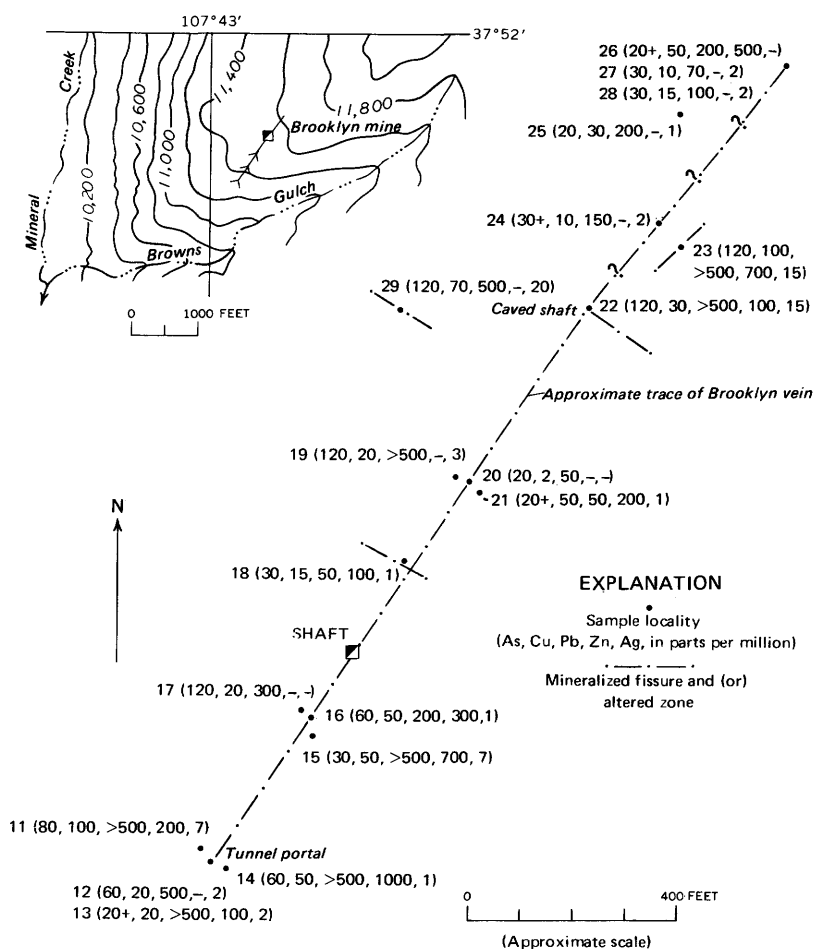 107°43'
37°52'
Creek
10,200
10,600
11,000
11,400
11,800
Brooklyn mine
Gulch
Browns
Mineral
0 1000 FEET
26 (20+, 50, 200, 500,-)
27 (30, 10, 70,-, 2)
28 (30, 15, 100,-, 2)
25 (20, 30, 200,-, 1)
?
?
24 (30+, 10, 150,-, 2)
23 (120, 100,
>500, 700, 15)
?
29 (120, 70, 500,-, 20)
Caved shaft
22 (120, 30, >500, 100, 15)
Approximate trace of Brooklyn vein
19 (120, 20, >500,-, 3)
20 (20, 2, 50,-,-)
21 (20+, 50, 50, 200, 1)
N
18 (30, 15, 50, 100, 1)
SHAFT
17 (120, 20, 300,-,-)
16 (60, 50, 200, 300,1)
15 (30, 50, >500, 700, 7)
11 (80, 100, >500, 200, 7)
Tunnel portal
14 (60, 50, >500, 1000, 1)
12 (60, 20, 500,-, 2)
13 (20+, 20, >500, 100, 2)
EXPLANATION
Sample locality
(As, Cu, Pb, Zn, Ag, in parts per million)
Mineralized fissure and (or)
altered zone
0 400 FEET
(Approximate scale)